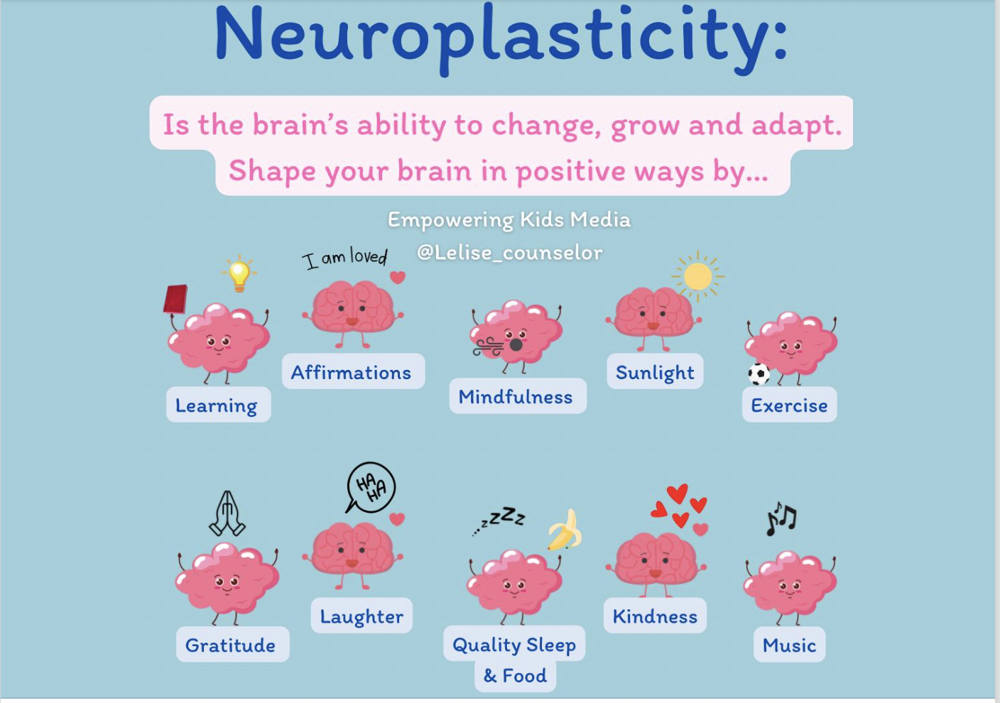 Neuroplasticity:
Is the brain’s ability to change, grow and adapt.
Shape your brain in positive ways by...
Empowering Kids Media
@Lelise_counselor
I am loved
Learning
Affirmations
Mindfulness
Sunlight
Exercise
HA
HA
zzZZz
Gratitude
Laughter
Quality Sleep
& Food
Kindness
Music